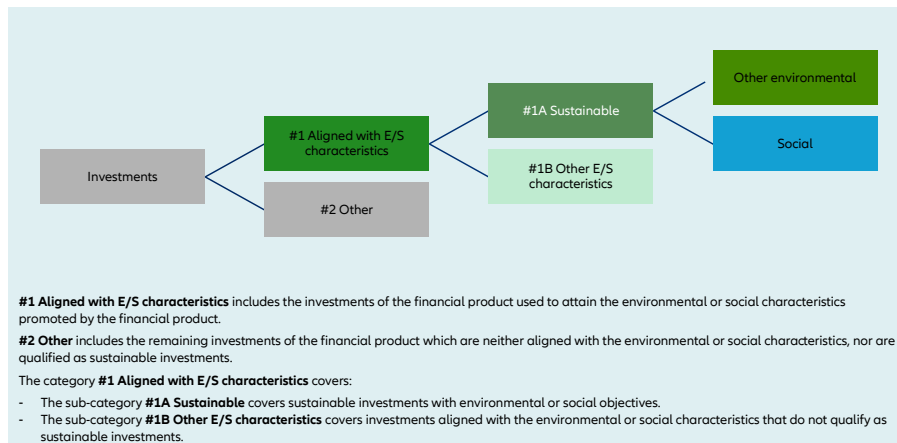 Other environmental
#1A Sustainable
#1 Aligned with E/S
characteristics
Social
Investments
#1B Other E/S
characteristics
#2 Other
#1 Aligned with E/S characteristics includes the investments of the financial product used to attain the environmental or social characteristics
promoted by the financial product.
#2 Other includes the remaining investments of the financial product which are neither aligned with the environmental or social characteristics, nor are
qualified as sustainable investments.
The category #1 Aligned with E/S characteristics covers:
- The sub-category #1A Sustainable covers sustainable investments with environmental or social objectives.
- The sub-category #1B Other E/S characteristics covers investments aligned with the environmental or social characteristics that do not qualify as
sustainable investments.